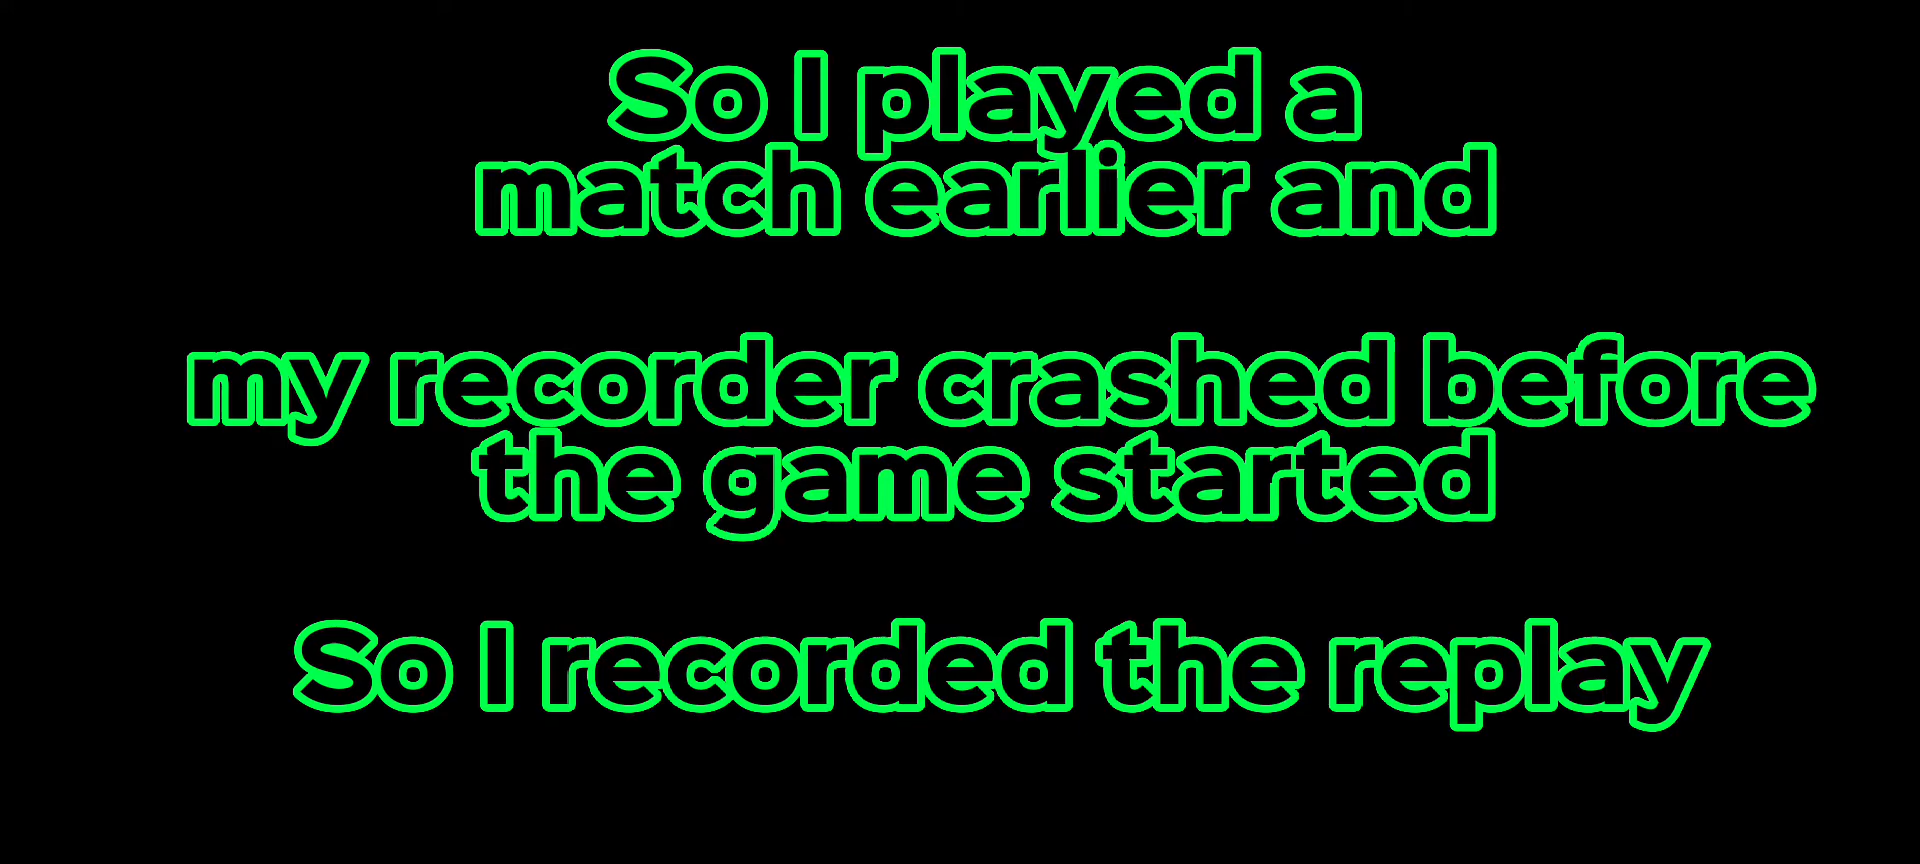 So I played a
match earlier and
my recorder crashed before
the game started
So I recorded the replay